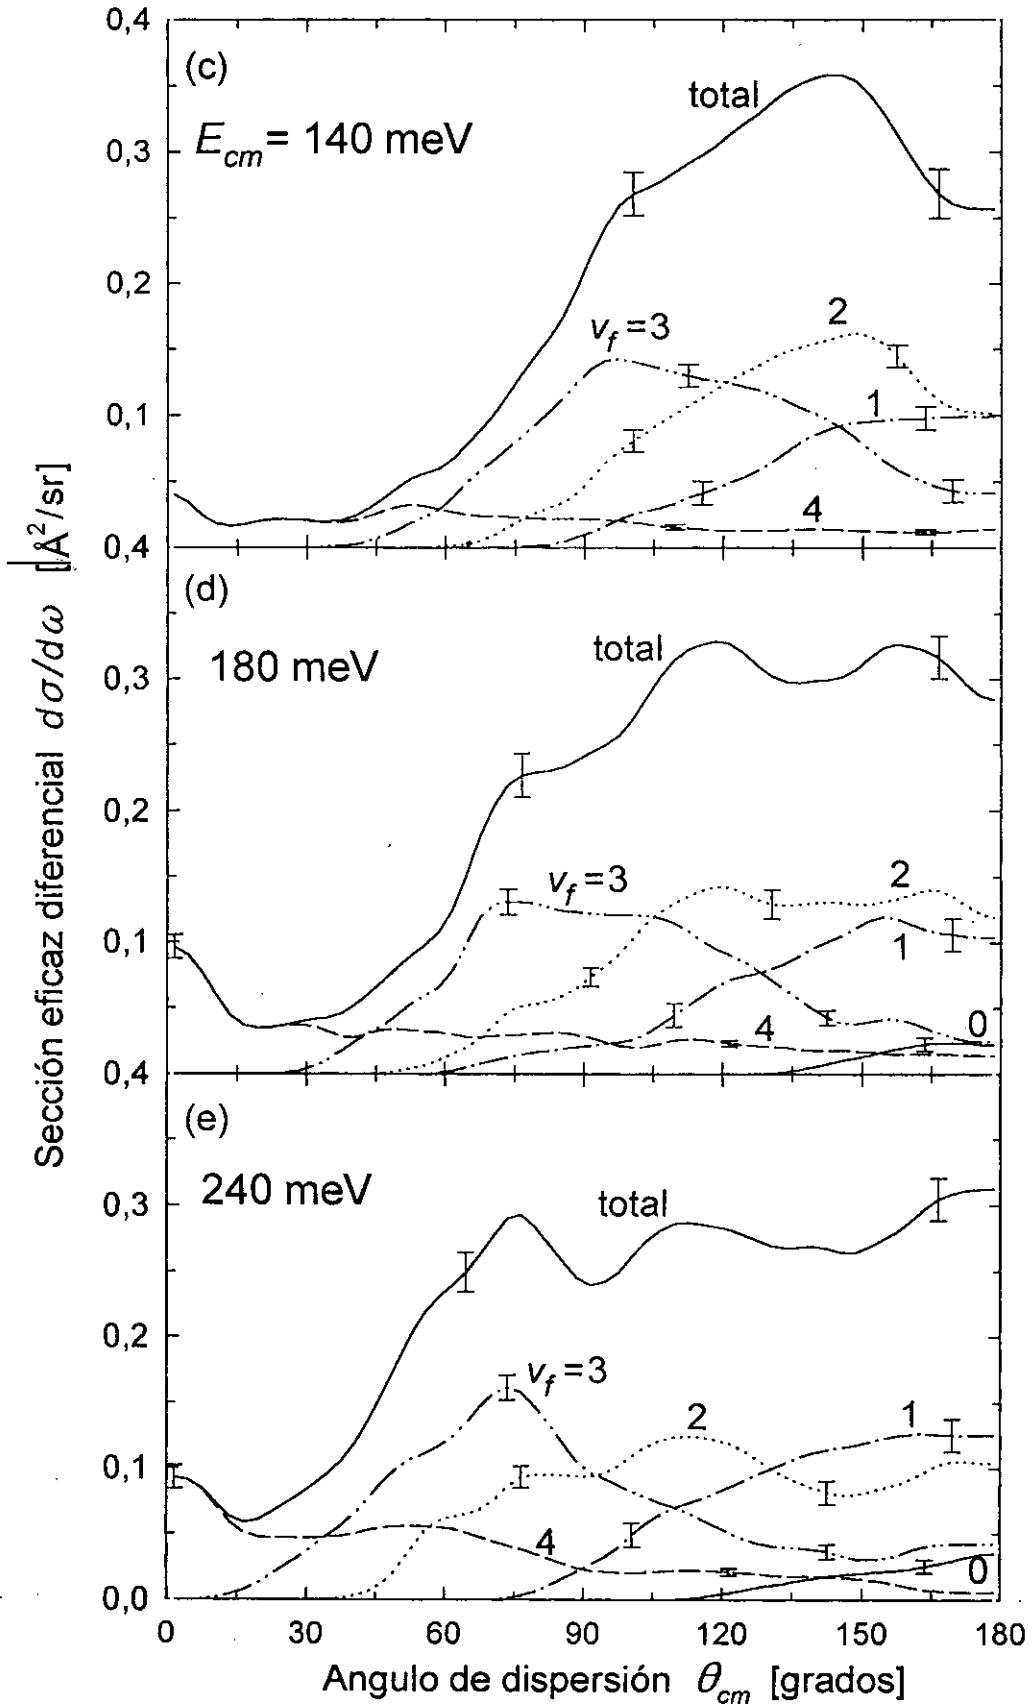 0,4
(c)
total
E_cm = 140 meV
0,3
0,2
v_f =3
2
0,1
1
4
0,4
(d)
180 meV
total
0,3
0,2
v_f =3
2
0,1
1
4
0
0,4
(e)
240 meV
total
0,3
0,2
v_f =3
2
1
0,1
4
0
0,0
0 30 60 90 120 150 180
Angulo de dispersión θ_cm [grados]
Sección eficaz diferencial dσ/dω [Å²/sr]